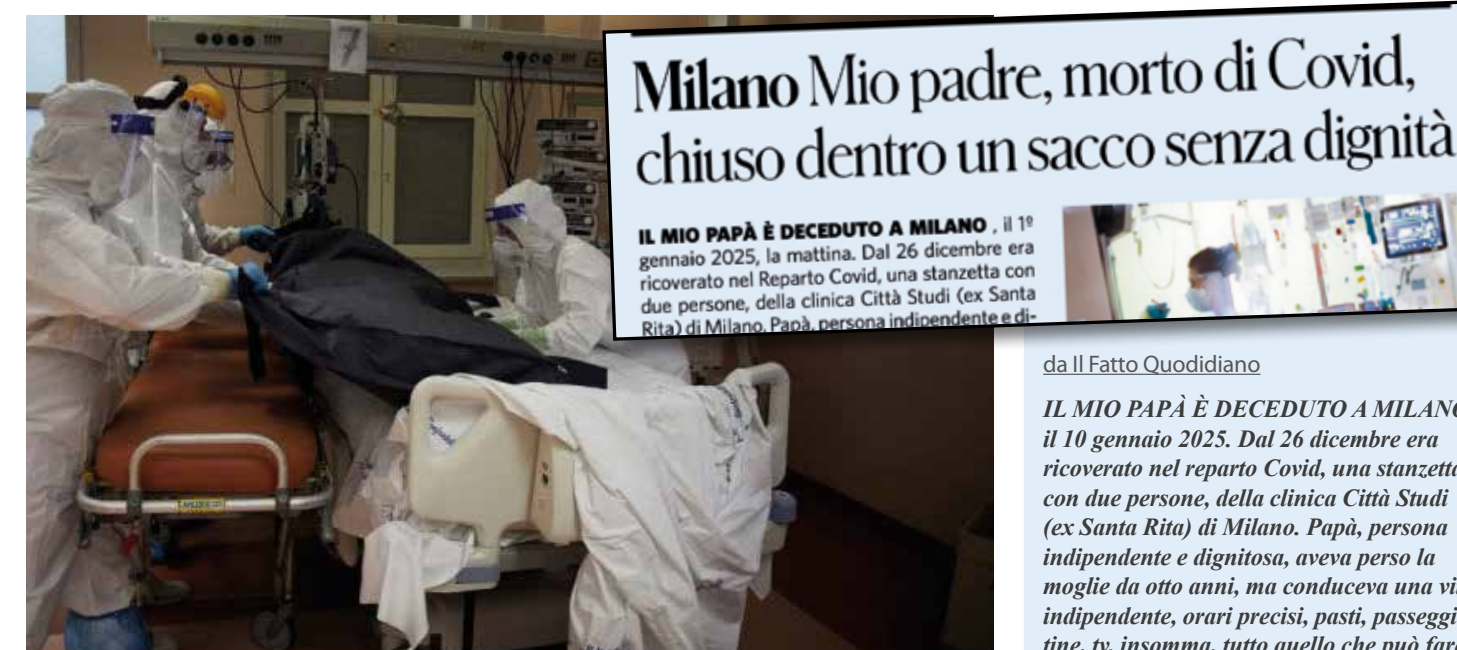 7
Milano Mio padre, morto di Covid,
chiuso dentro un sacco senza dignità
IL MIO PAPÀ È DECEDUTO A MILANO , il 1º
gennaio 2025, la mattina. Dal 26 dicembre era
ricoverato nel Reparto Covid, una stanzetta con
due persone, della clinica Città Studi (ex Santa
Rita) di Milano. Papà, persona indipendente e di-
da Il Fatto Quodidiano
IL MIO PAPÀ È DECEDUTO A MILANO
il 10 gennaio 2025. Dal 26 dicembre era
ricoverato nel reparto Covid, una stanzetta
con due persone, della clinica Città Studi
(ex Santa Rita) di Milano. Papà, persona
indipendente e dignitosa, aveva perso la
moglie da otto anni, ma conduceva una vi
indipendente, orari precisi, pasti, passeggi
tine, tv, insomma, tutto quello che può fare